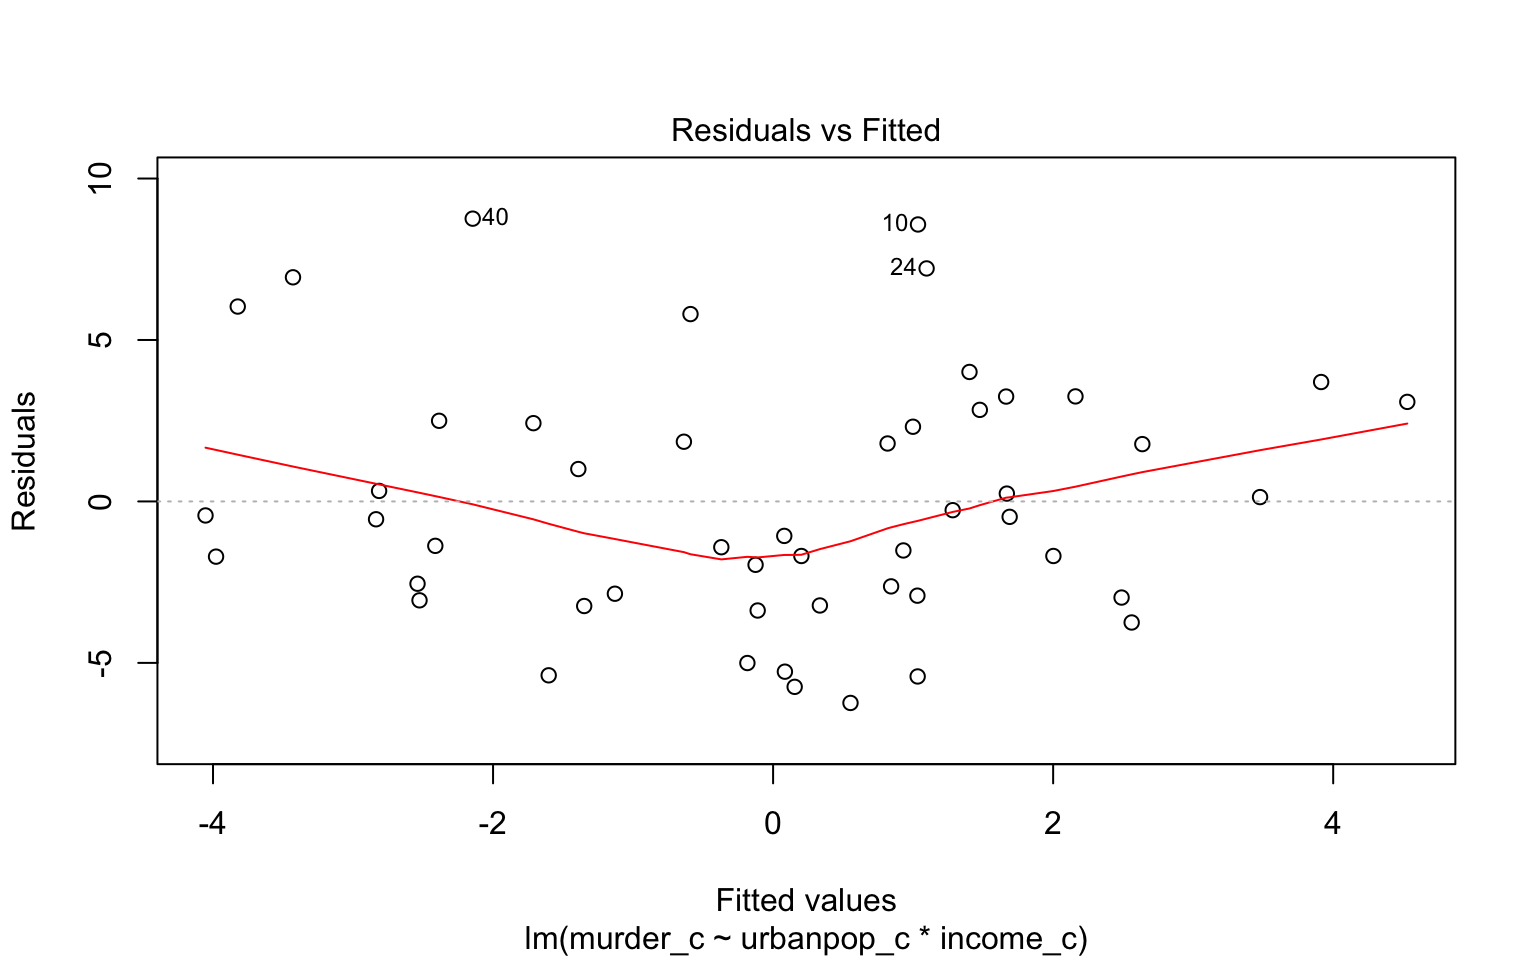 Residuals vs Fitted
10
40
10
24
5
Residuals
0
-5
-4 -2 0 2 4
Fitted values
lm(murder_c ~ urbanpop_c * income_c)